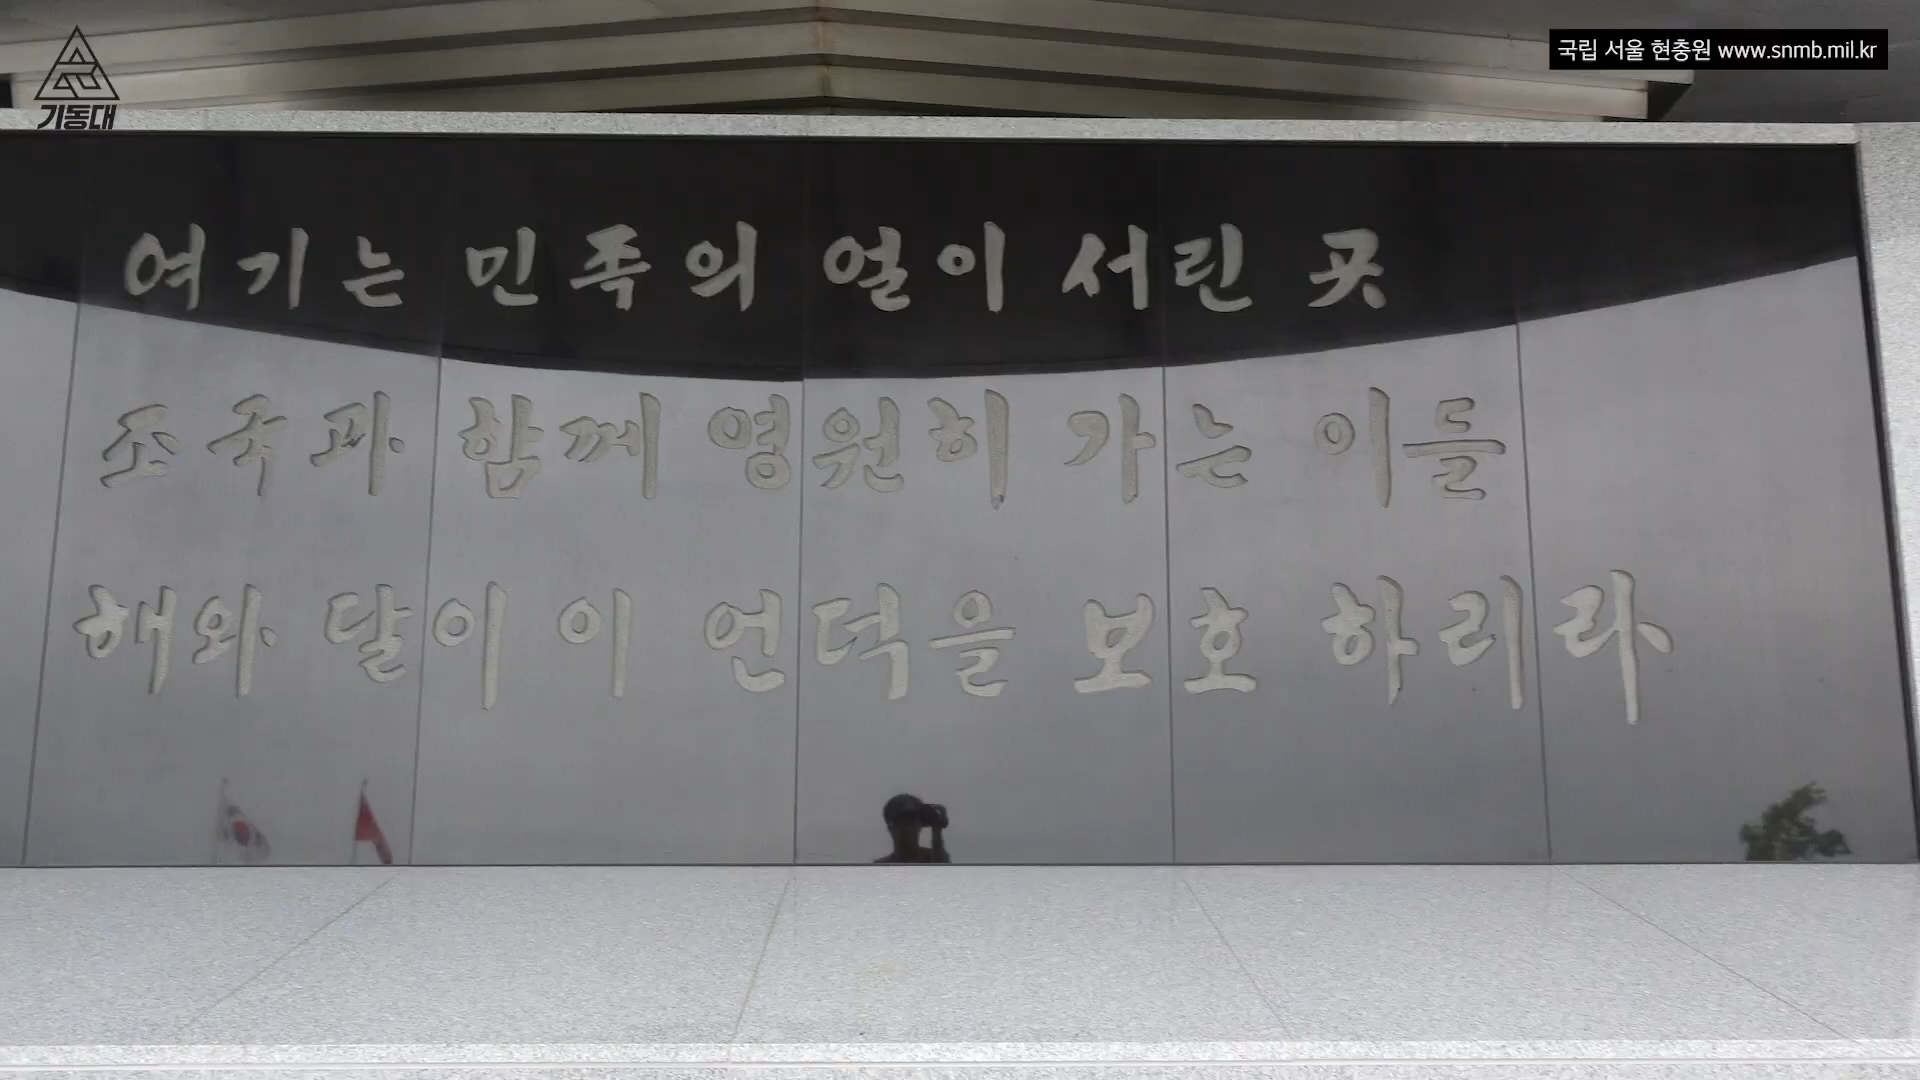 기동대
국립 서울 현충원 www.snmb.mil.kr
여기는 민족의 얼이 서린 곳
조국과 함께 영원히 가는 이들
해와 달이 이 언덕을 보호 하리라